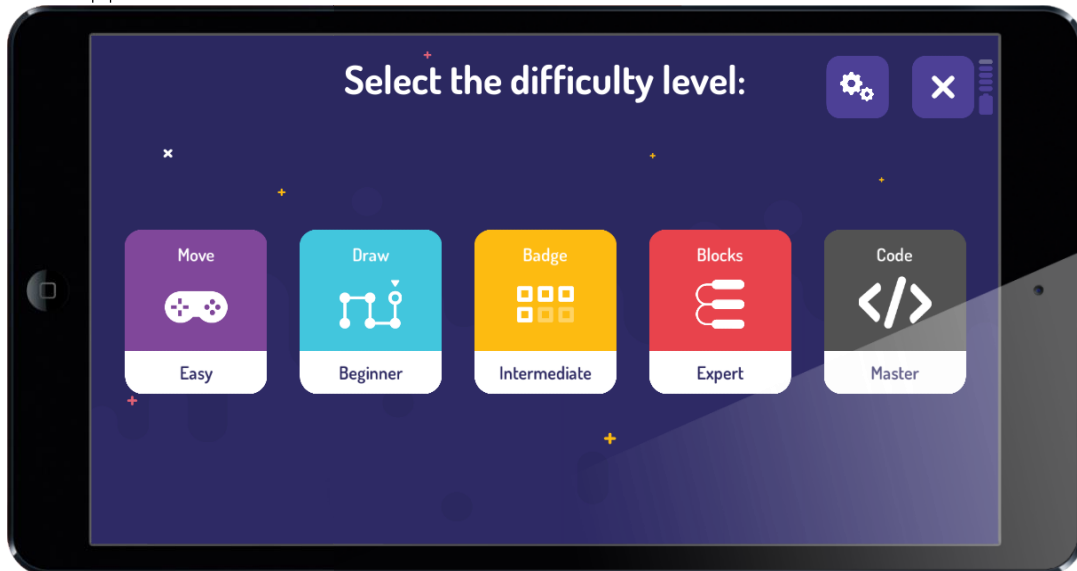 Select the difficulty level:
Move
Draw
Badge
Blocks
Code
Easy
Beginner
Intermediate
Expert
Master